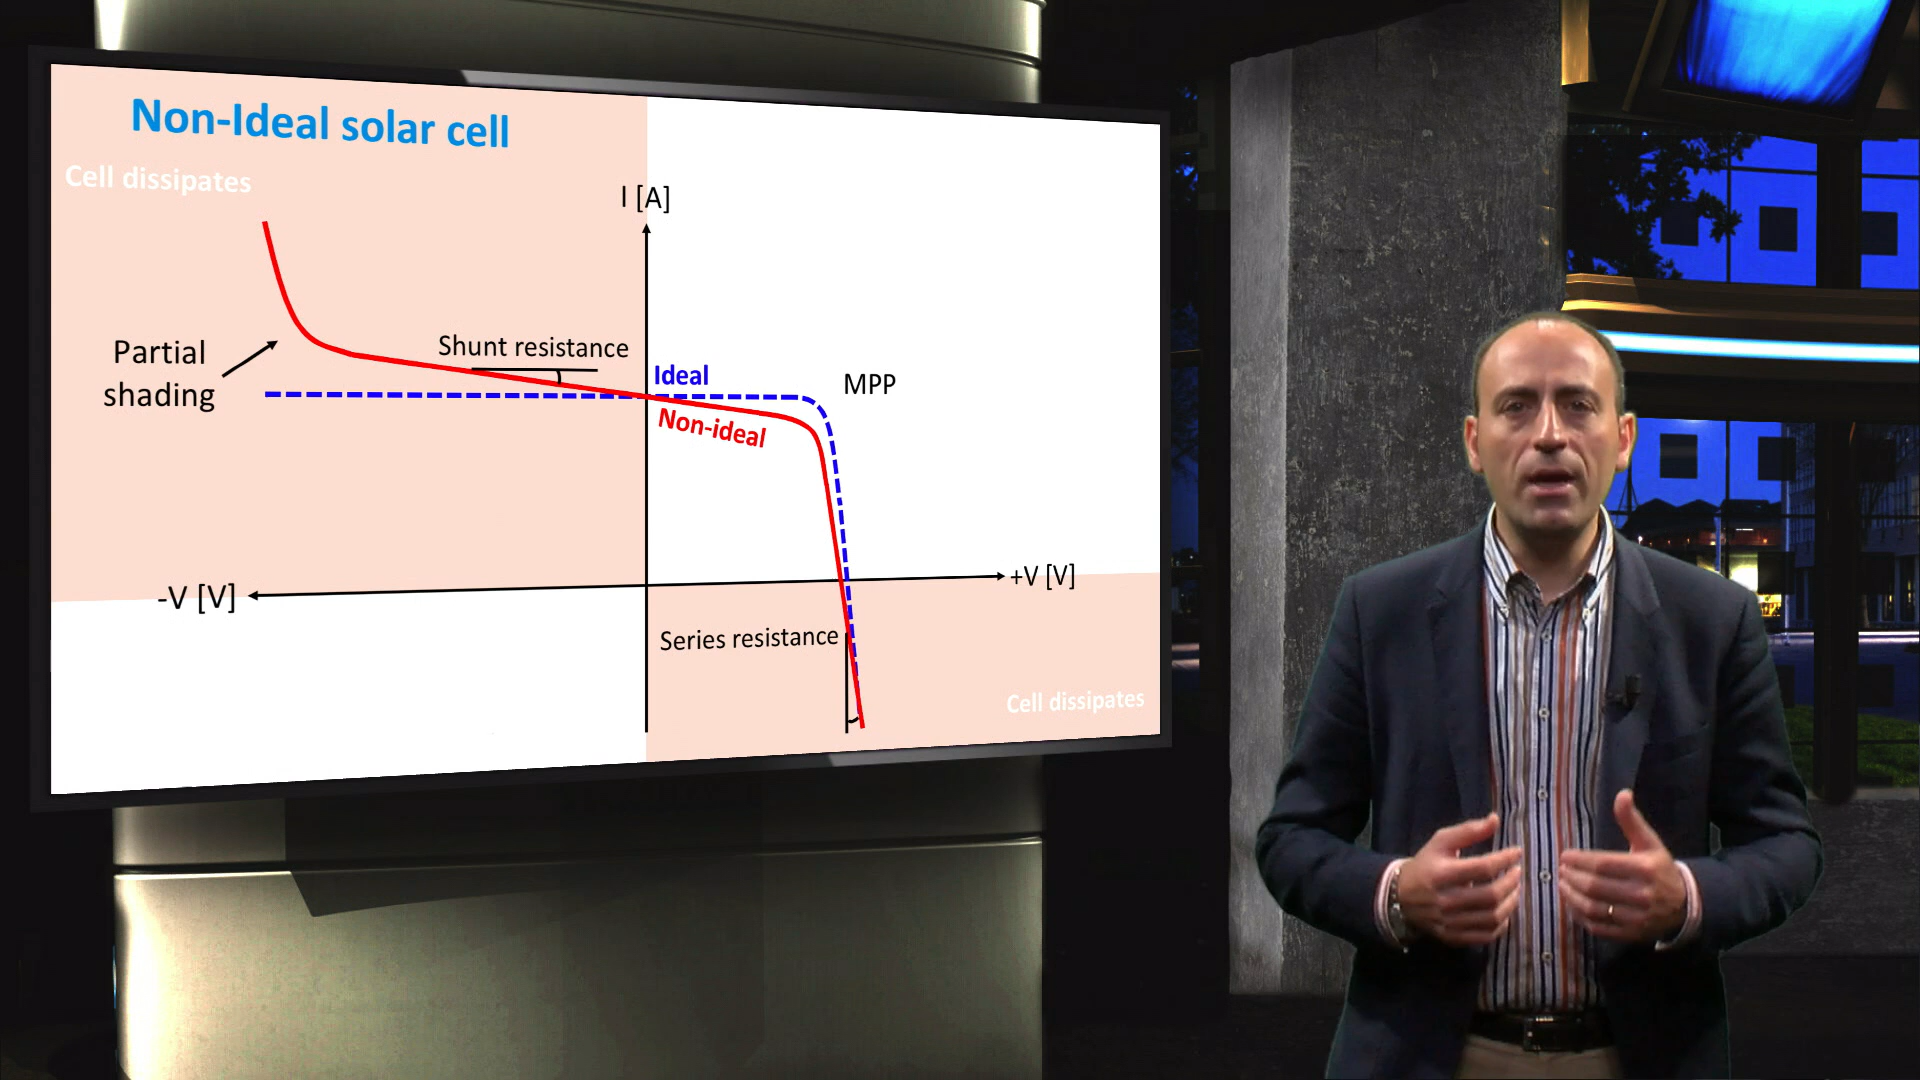 Non-Ideal solar cell
Cell dissipates
I [A]
Partial
shading
Shunt resistance
Ideal
MPP
Non-ideal
-V [V]
+V [V]
Series resistance
Cell dissipates